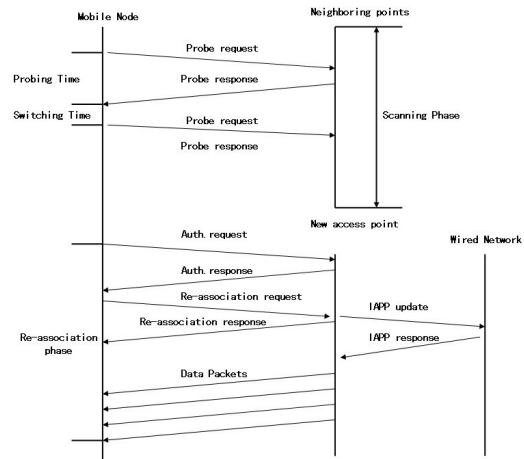 Mobile Node
Neighboring points
Probe request
Probing Time
Probe response
Switching Time
Probe request
Scanning Phase
Probe response
New access point
Auth. request
Wired Network
Auth. response
Re-association request
IAPP update
Re-association response
Re-association
phase
IAPP response
Data Packets